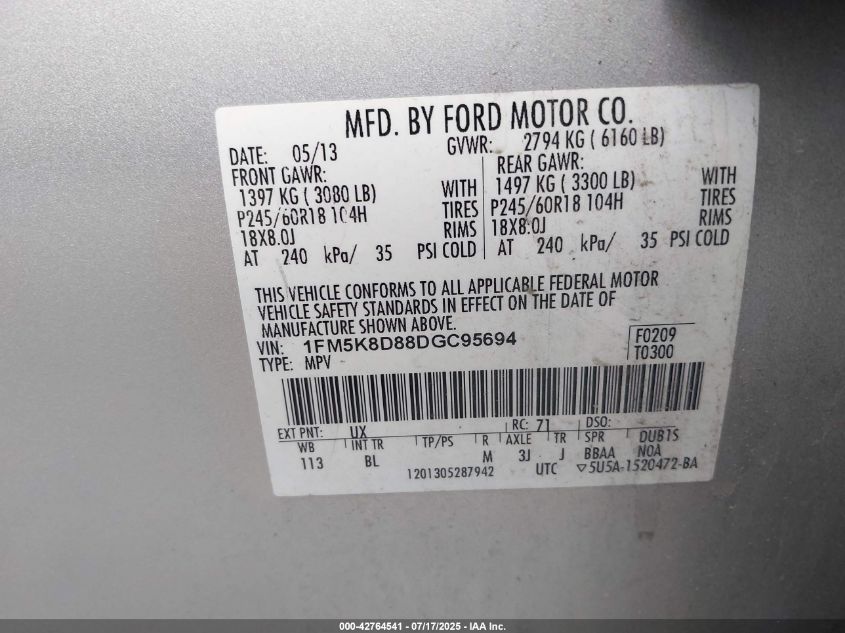 MFD. BY FORD MOTOR CO.
DATE: 05/13 GVWR: 2794 KG ( 6160 LB)
FRONT GAWR: REAR GAWR:
1397 KG ( 3080 LB) WITH 1497 KG ( 3300 LB) WITH
P245/60R18 104H TIRES P245/60R18 104H TIRES
18X8.0J RIMS 18X8.0J RIMS
AT 240 kPa/ 35 PSI COLD AT 240 kPa/ 35 PSI COLD
THIS VEHICLE CONFORMS TO ALL APPLICABLE FEDERAL MOTOR
VEHICLE SAFETY STANDARDS IN EFFECT ON THE DATE OF
MANUFACTURE SHOWN ABOVE.
VIN: 1FM5K8D88DGC95694 F0209
TYPE: MPV T0300
EXT PNT: UX RC: 71 DSO:
WB INT TR TP/PS R AXLE TR SPR DUB1S
113 BL M 3J J BBAA NOA
1201305287942 UTC ▽5U5A-1520472-BA
000-42764541 / 07/17/2025 - IAA Inc.